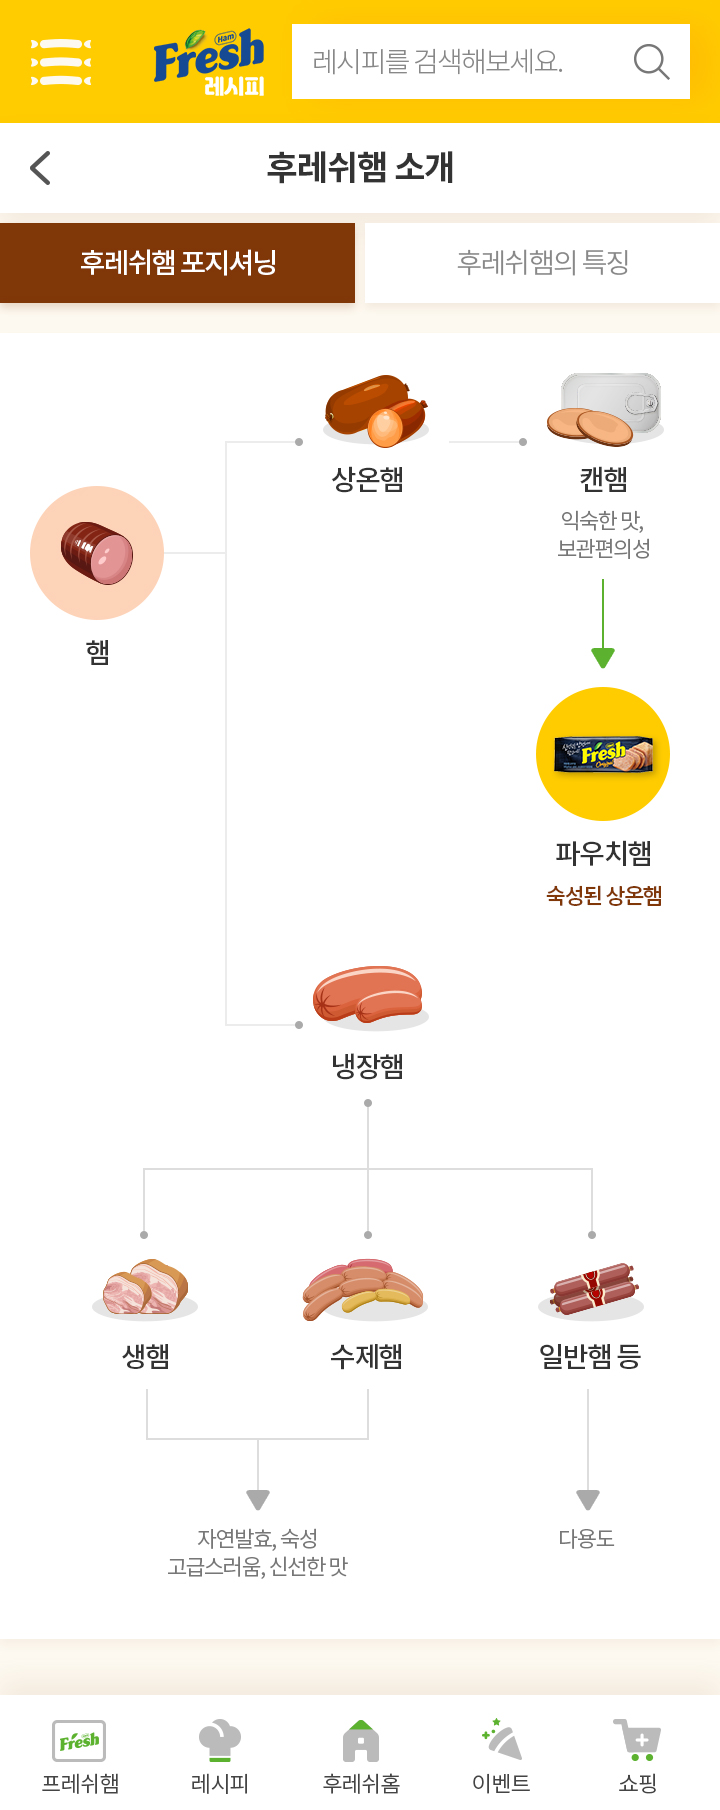 Ham
Fresh
레시피
레시피를 검색해보세요.
후레쉬햄 소개
후레쉬햄 포지셔닝
후레쉬햄의 특징
상온햄
캔햄
익숙한 맛,
보관편의성
햄
Fresh
파우치햄
숙성된 상온햄
냉장햄
생햄
수제햄
일반햄 등
자연발효, 숙성
고급스러움, 신선한 맛
다용도
Fresh
프레쉬햄
레시피
후레쉬홈
이벤트
쇼핑